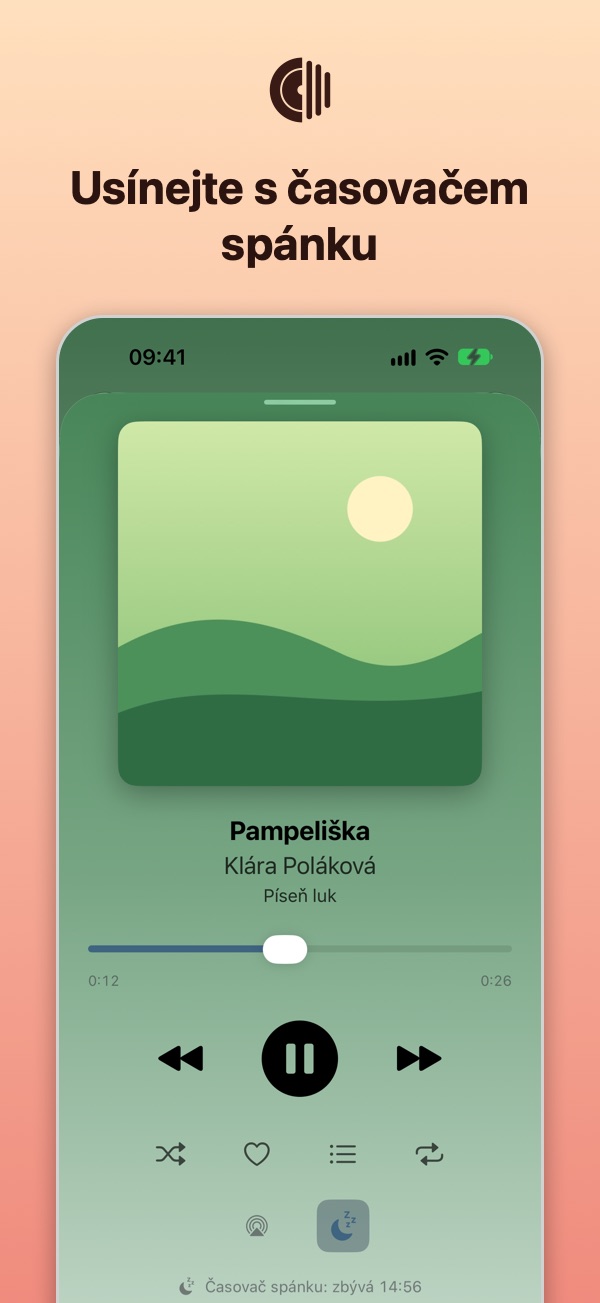 Usínejte s časovačem
spánku
09:41
Pampeliška
Klára Poláková
Píseň luk
0:12
0:26
Časovač spánku: zbývá 14:56